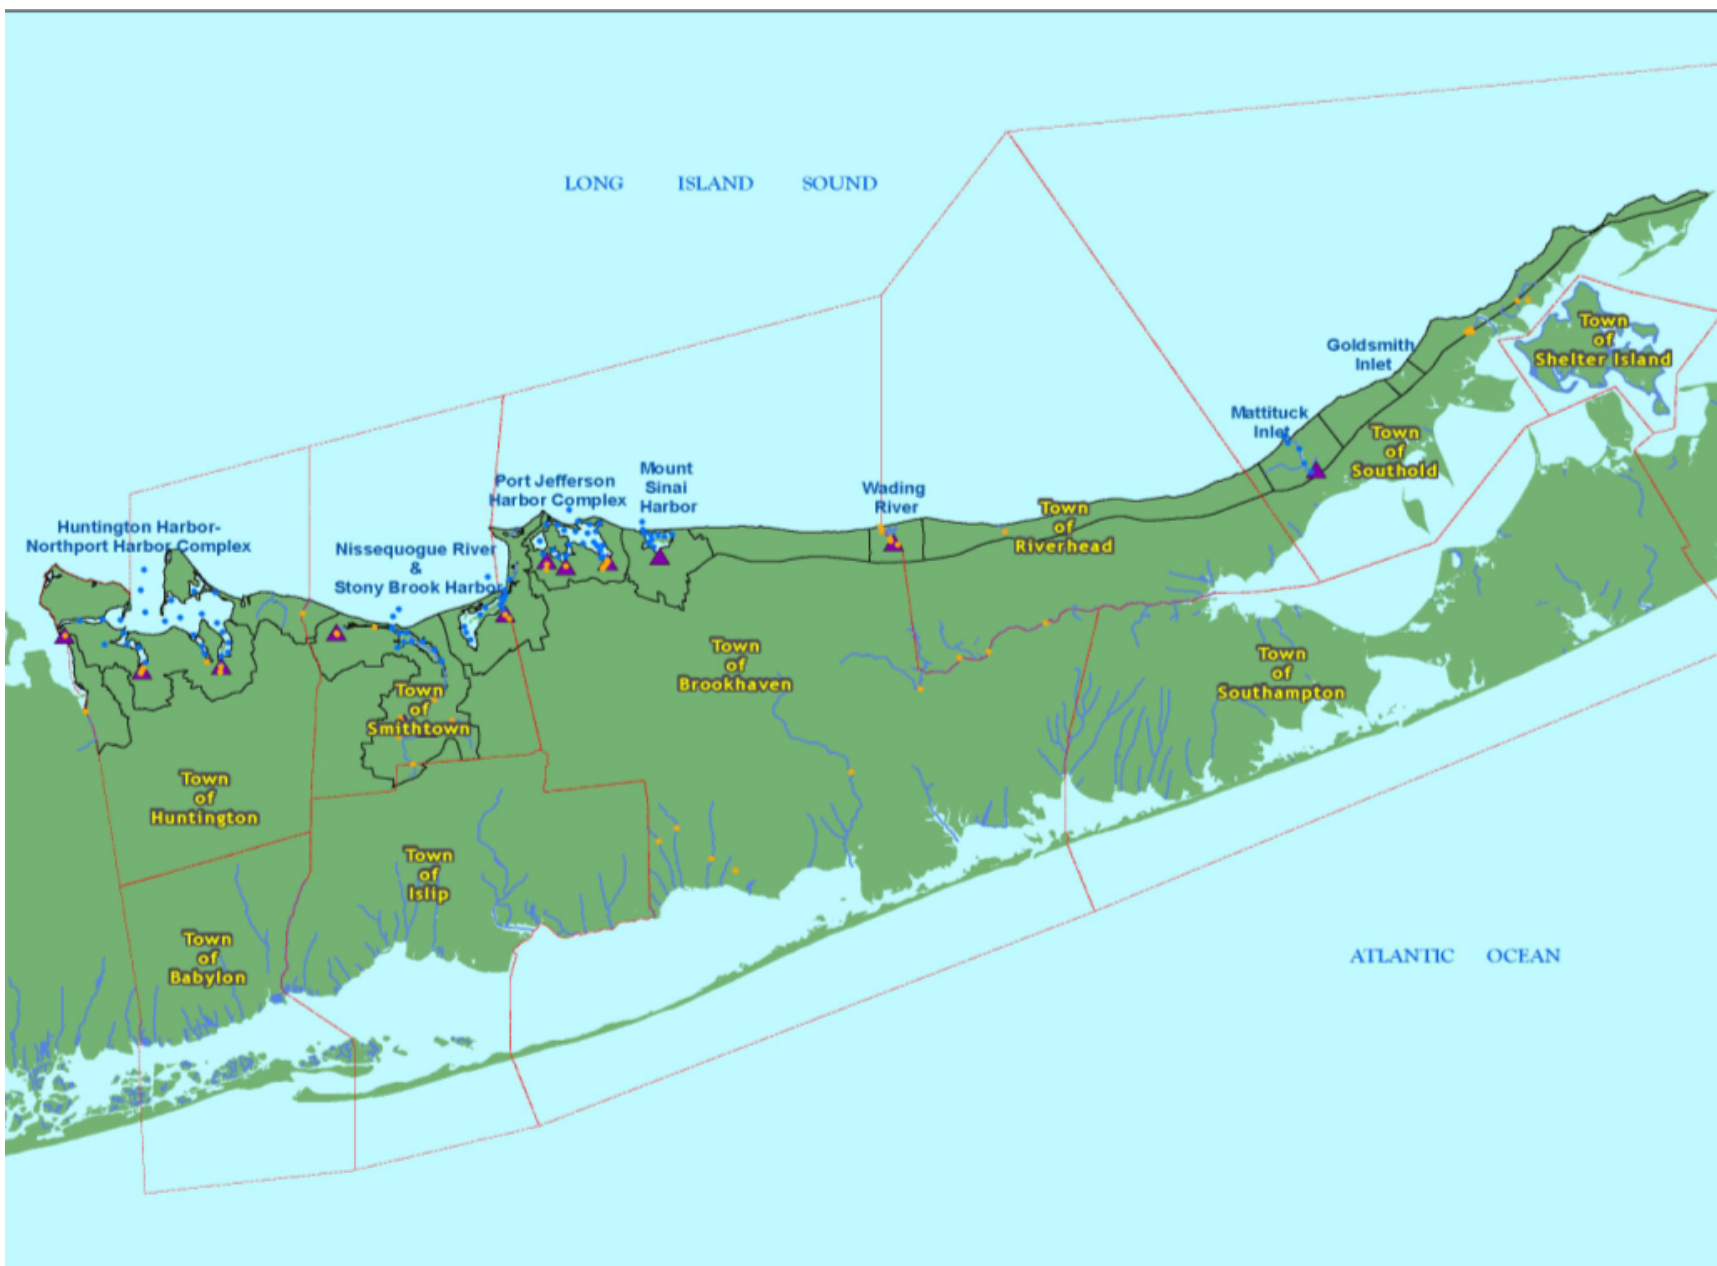 LONG ISLAND SOUND
Goldsmith
Inlet
Town
of
Shelter Island
Mattituck
Inlet
Town
of
Southold
Port Jefferson
Harbor Complex
Mount
Sinai
Harbor
Wading
River
Town
of
Riverhead
Huntington Harbor-
Northport Harbor Complex
Nissequogue River
&
Stony Brook Harbor
Town
of
Brookhaven
Town
of
Southampton
Town
of
Smithtown
Town
of
Huntington
Town
of
Islip
Town
of
Babylon
ATLANTIC OCEAN